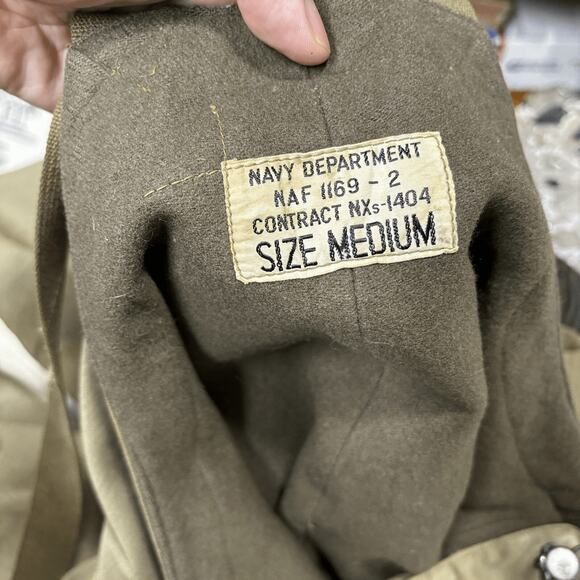 NAVY DEPARTMENT
NAF 1169 - 2
CONTRACT NXs-1404
SIZE MEDIUM